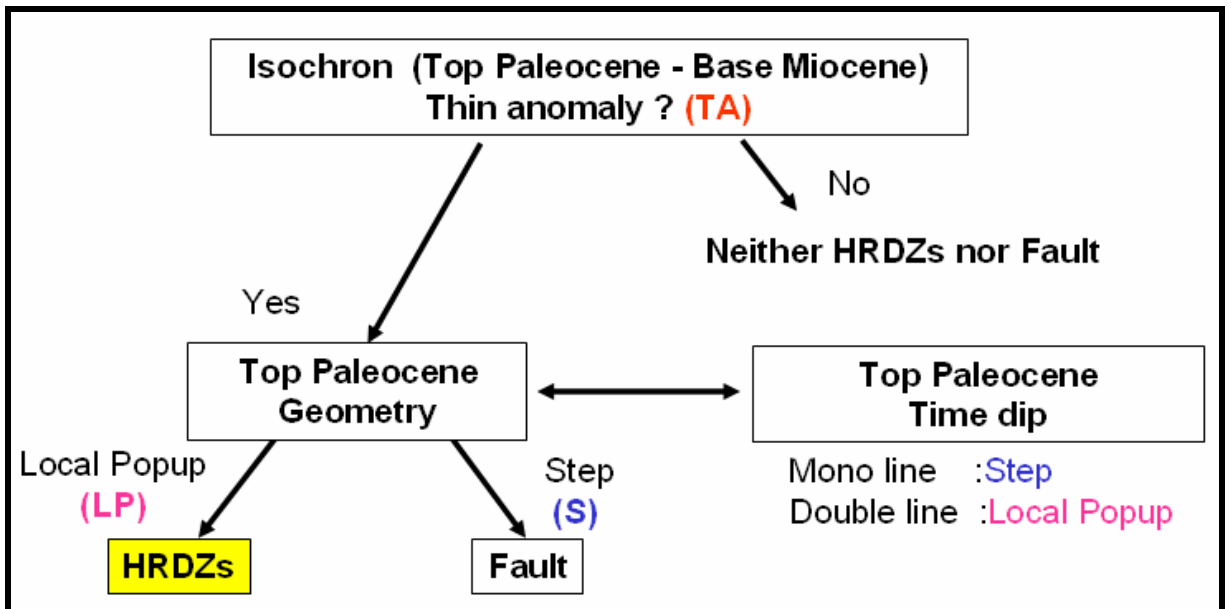 Isochron (Top Paleocene - Base Miocene)
Thin anomaly ? (TA)
No
Neither HRDZs nor Fault
Yes
Top Paleocene
Geometry
Top Paleocene
Time dip
Local Popup
(LP)
Step
(S)
Mono line :Step
Double line :Local Popup
HRDZs
Fault